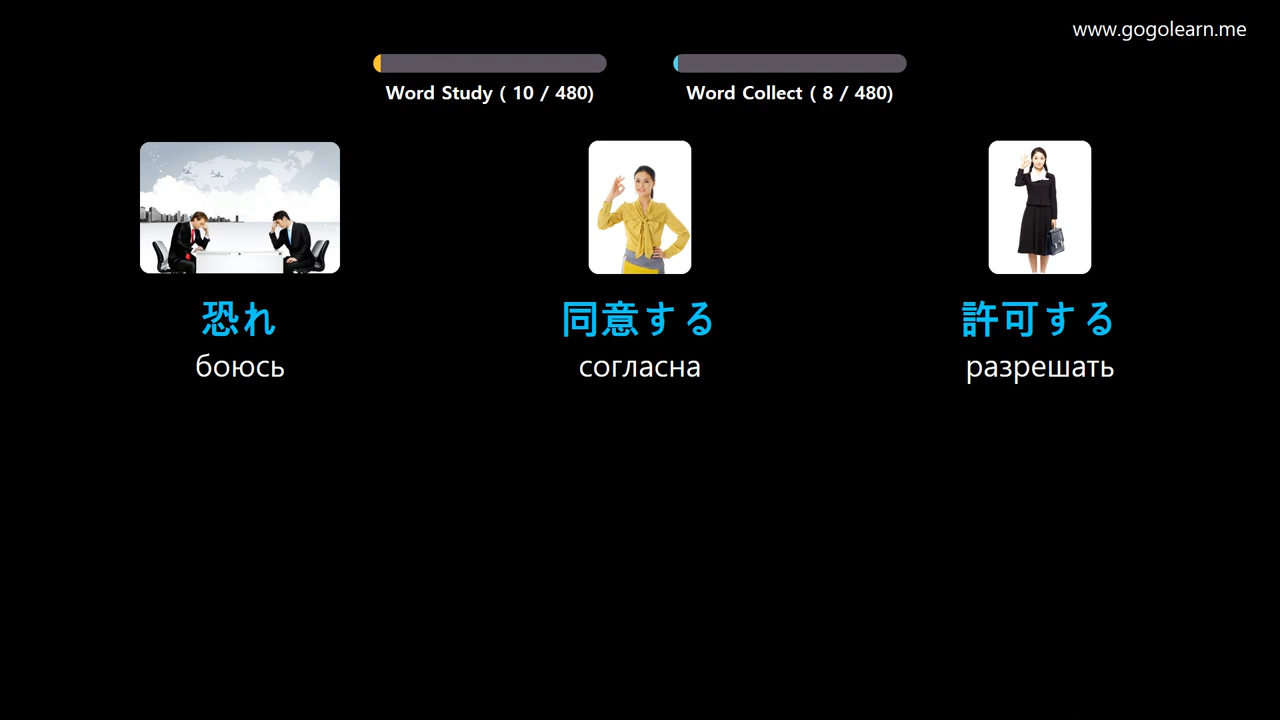 www.gogolearn.me
Word Study ( 10 / 480)
Word Collect ( 8 / 480)
恐れ
боюсь
同意する
согласна
許可する
разрешать